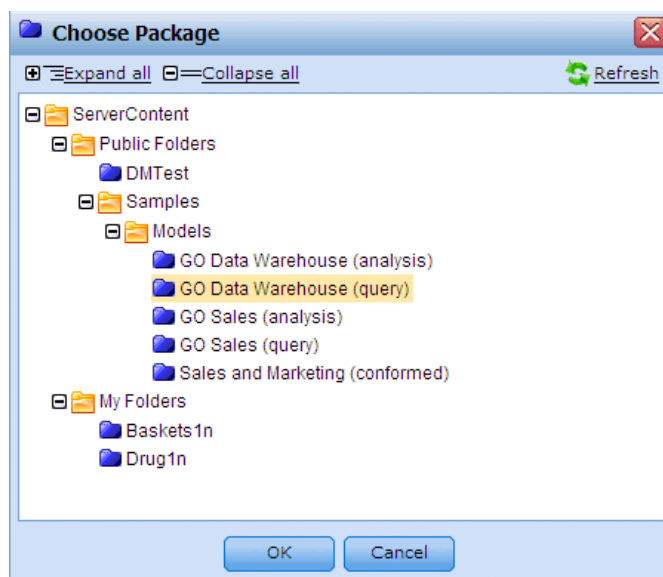 Choose Package
Expand all Collapse all Refresh
ServerContent
Public Folders
DMTest
Samples
Models
GO Data Warehouse (analysis)
GO Data Warehouse (query)
GO Sales (analysis)
GO Sales (query)
Sales and Marketing (conformed)
My Folders
Baskets1n
Drug1n
OK Cancel